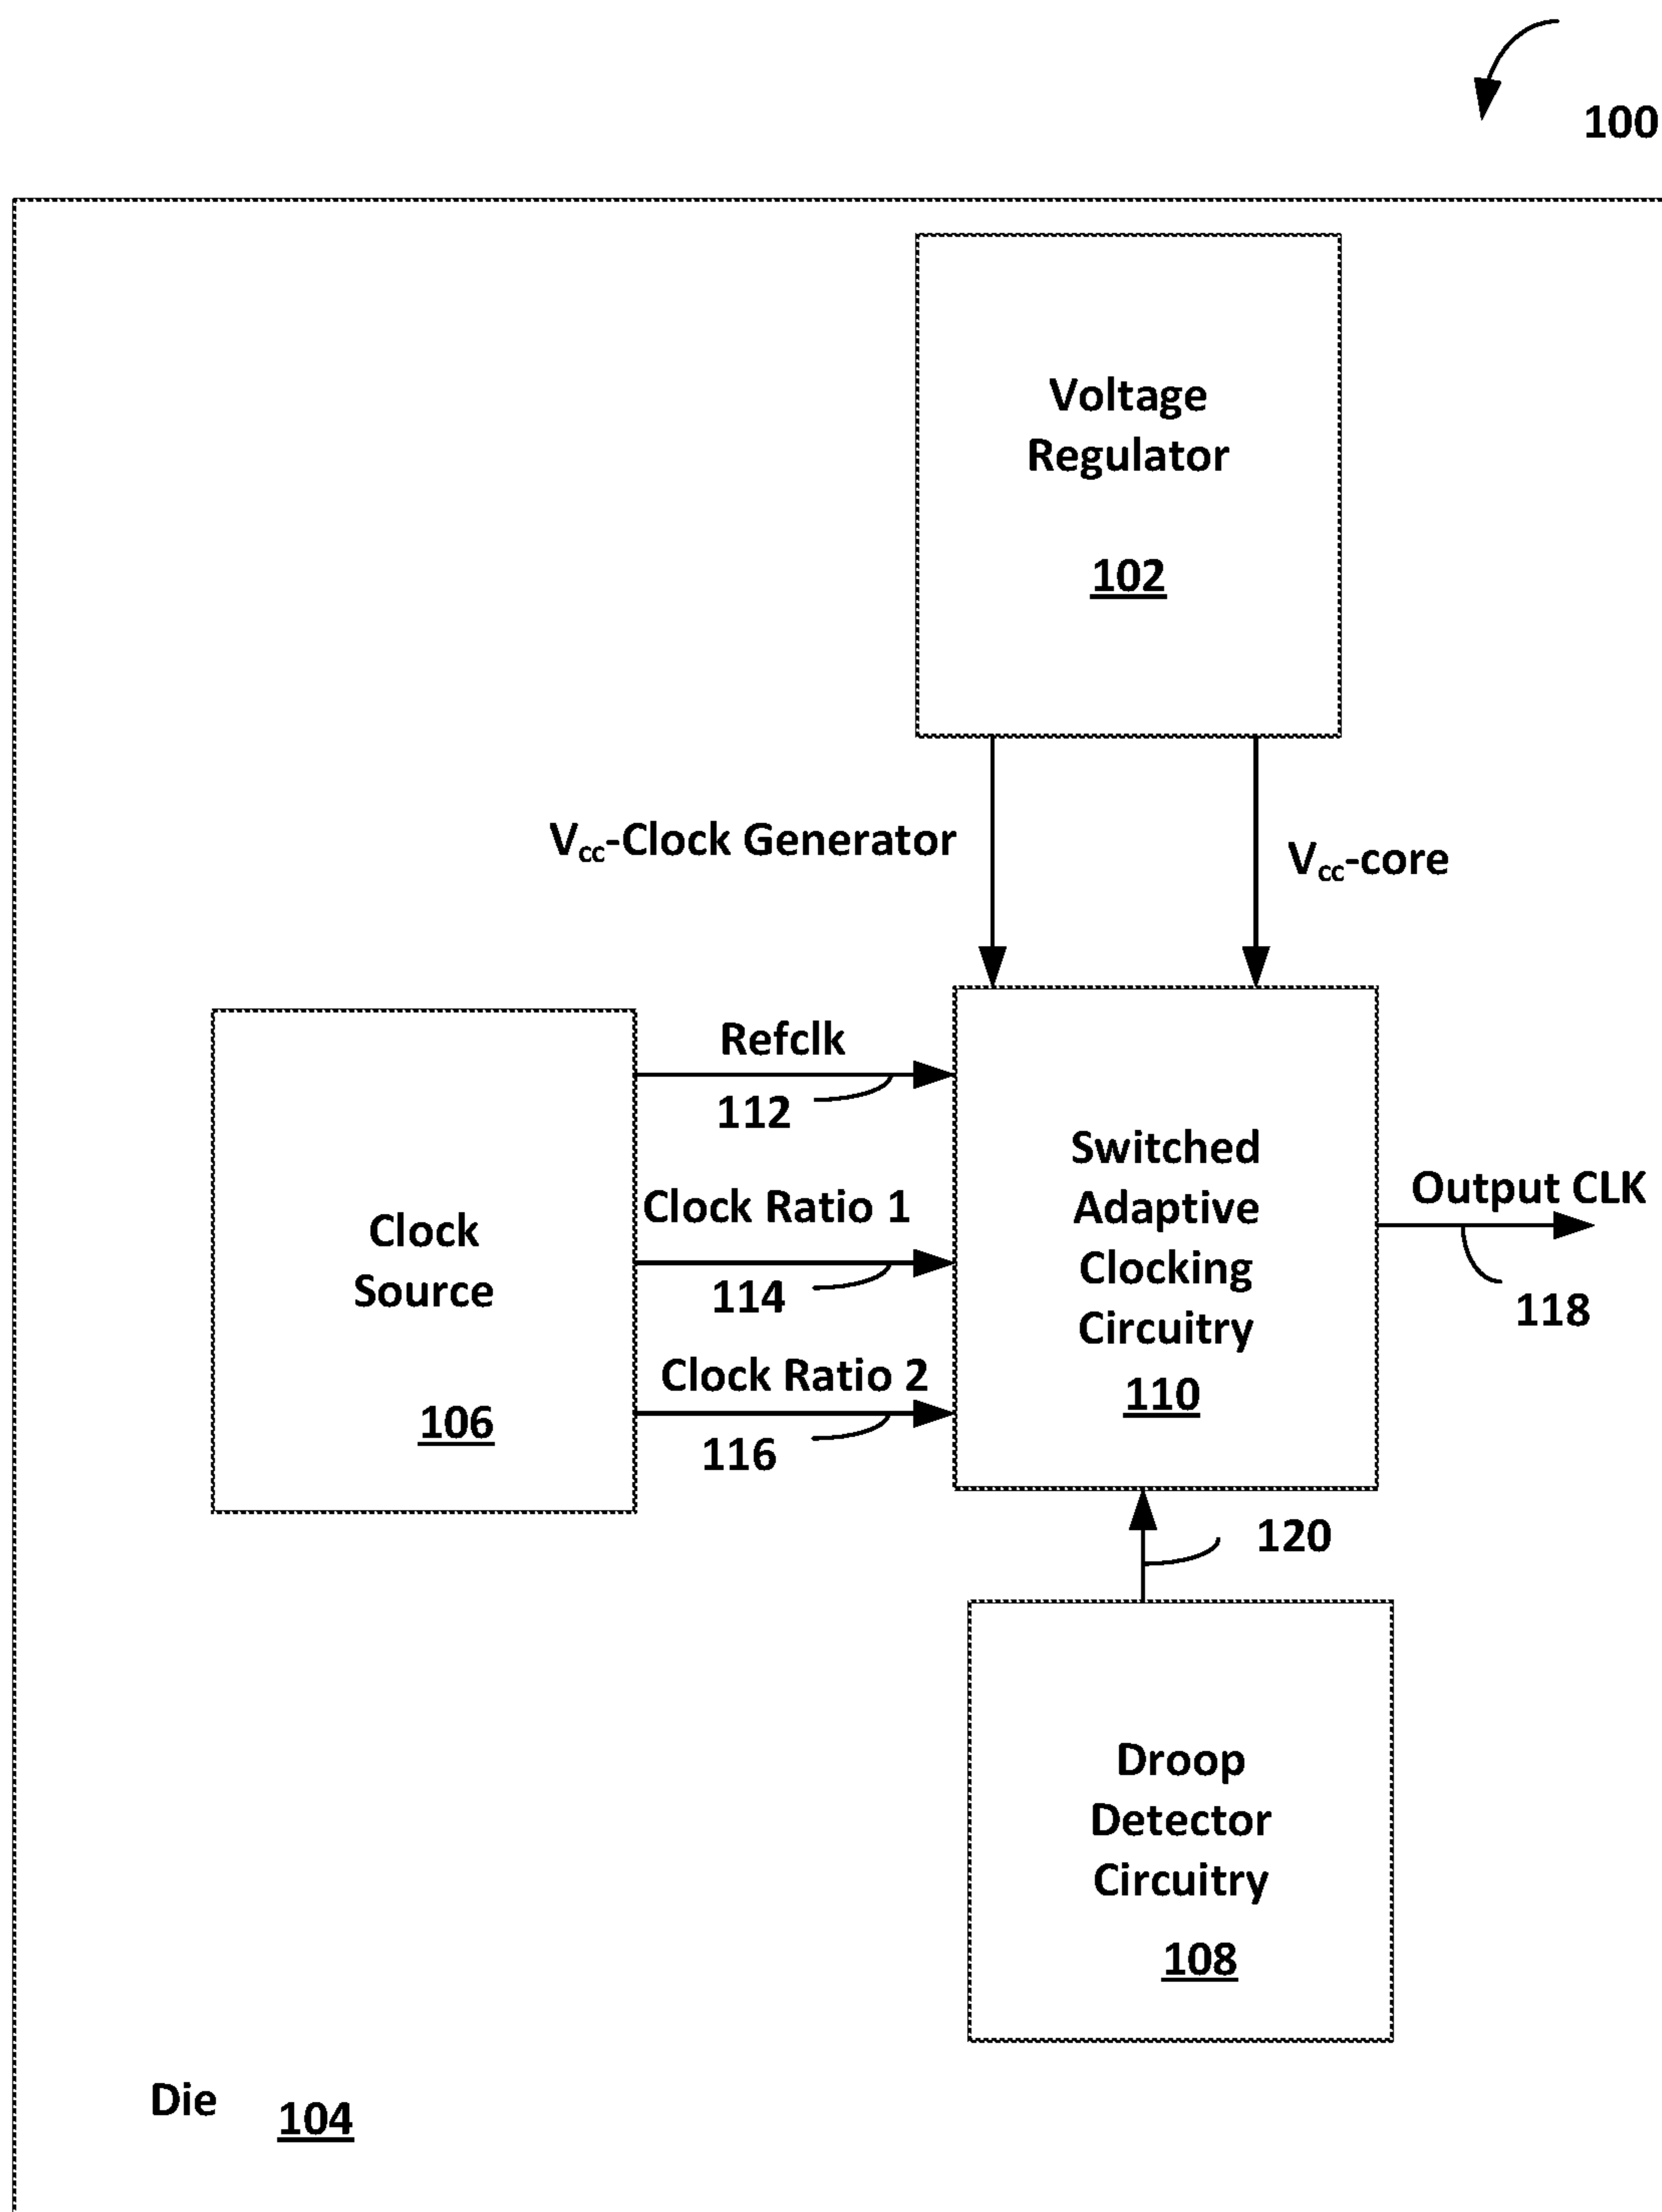 100
Voltage
Regulator
102
Vcc-Clock Generator
Vcc-core
Refclk
112
Clock Ratio 1
114
Clock Ratio 2
116
Clock
Source
106
Switched
Adaptive
Clocking
Circuitry
110
Output CLK
118
120
Droop
Detector
Circuitry
108
Die 104